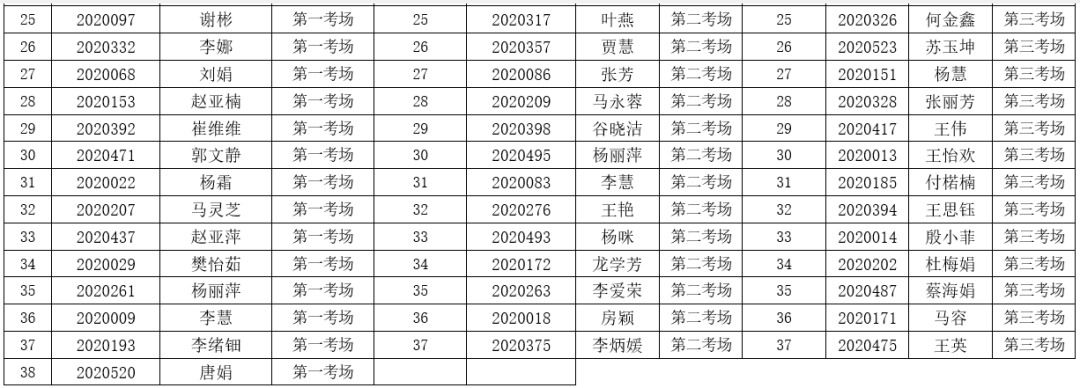 25 2020097 谢彬 第一考场 25 2020317 叶燕 第二考场 25 2020326 何金鑫 第三考场
26 2020332 李娜 第一考场 26 2020357 贾慧 第二考场 26 2020523 苏玉坤 第三考场
27 2020068 刘娟 第一考场 27 2020086 张芳 第二考场 27 2020151 杨慧 第三考场
28 2020153 赵亚楠 第一考场 28 2020209 马永蓉 第二考场 28 2020328 张丽芳 第三考场
29 2020392 崔维维 第一考场 29 2020398 谷晓洁 第二考场 29 2020417 王伟 第三考场
30 2020471 郭文静 第一考场 30 2020495 杨丽萍 第二考场 30 2020013 王怡欢 第三考场
31 2020022 杨霜 第一考场 31 2020083 李慧 第二考场 31 2020185 付楉楠 第三考场
32 2020207 马灵芝 第一考场 32 2020276 王艳 第二考场 32 2020394 王思钰 第三考场
33 2020437 赵亚萍 第一考场 33 2020493 杨咪 第二考场 33 2020014 殷小菲 第三考场
34 2020029 樊怡茹 第一考场 34 2020172 龙学芳 第二考场 34 2020202 杜梅娟 第三考场
35 2020261 杨丽萍 第一考场 35 2020263 李爱荣 第二考场 35 2020487 蔡海娟 第三考场
36 2020009 李慧 第一考场 36 2020018 房颖 第二考场 36 2020171 马容 第三考场
37 2020193 李绪钿 第一考场 37 2020375 李炳媛 第二考场 37 2020475 王英 第三考场
38 2020520 唐娟 第一考场